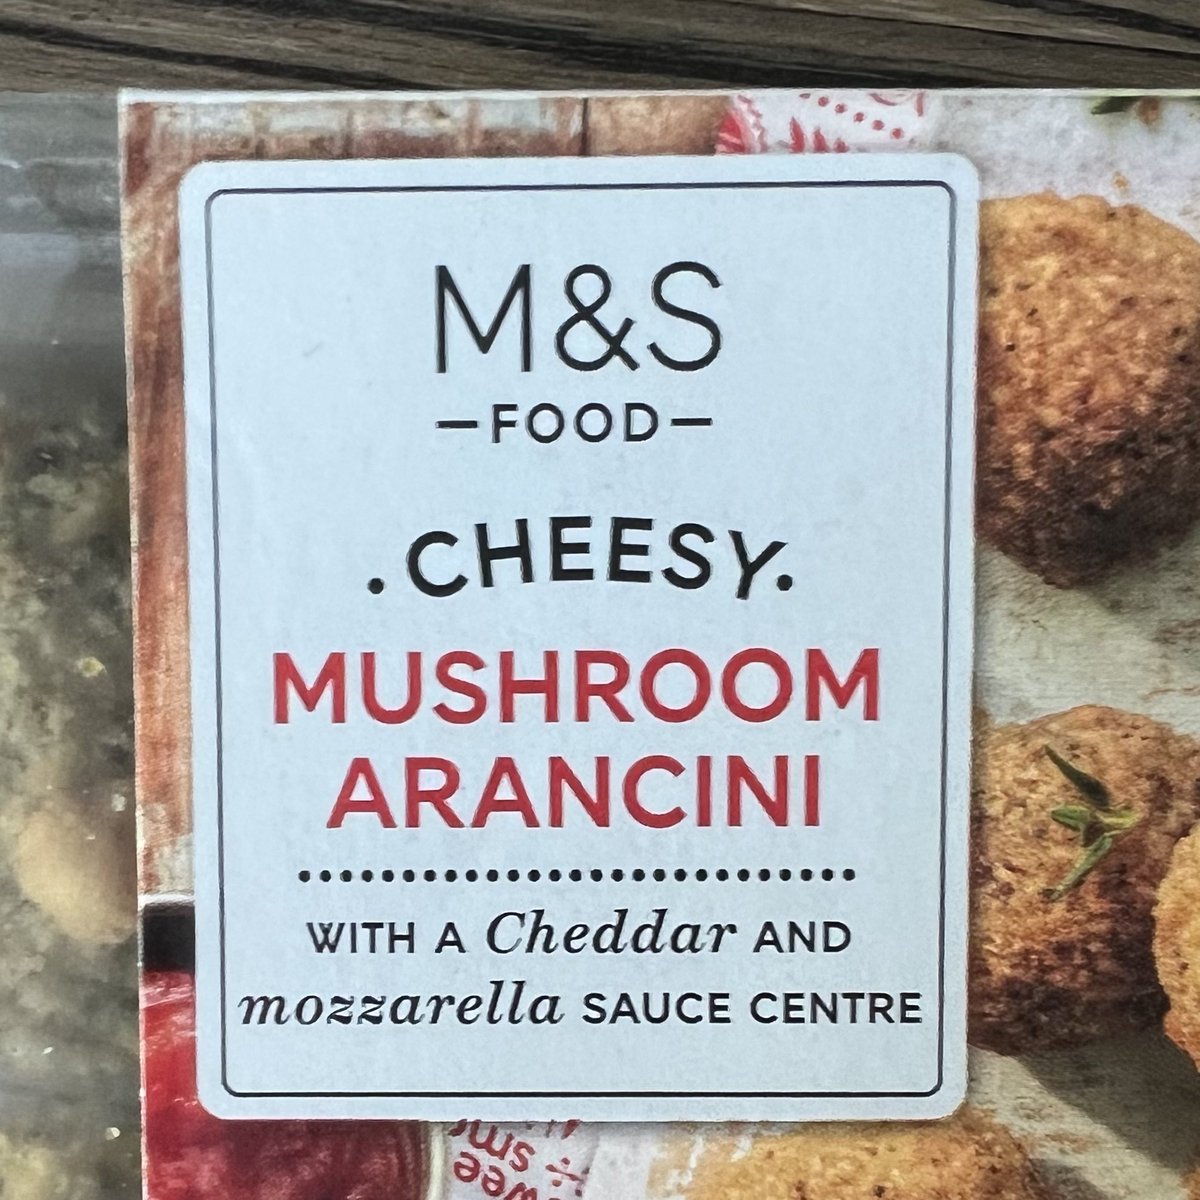 M&S
—FOOD—
.CHEESY.
MUSHROOM
ARANCINI
WITH A Cheddar AND
mozzarella SAUCE CENTRE